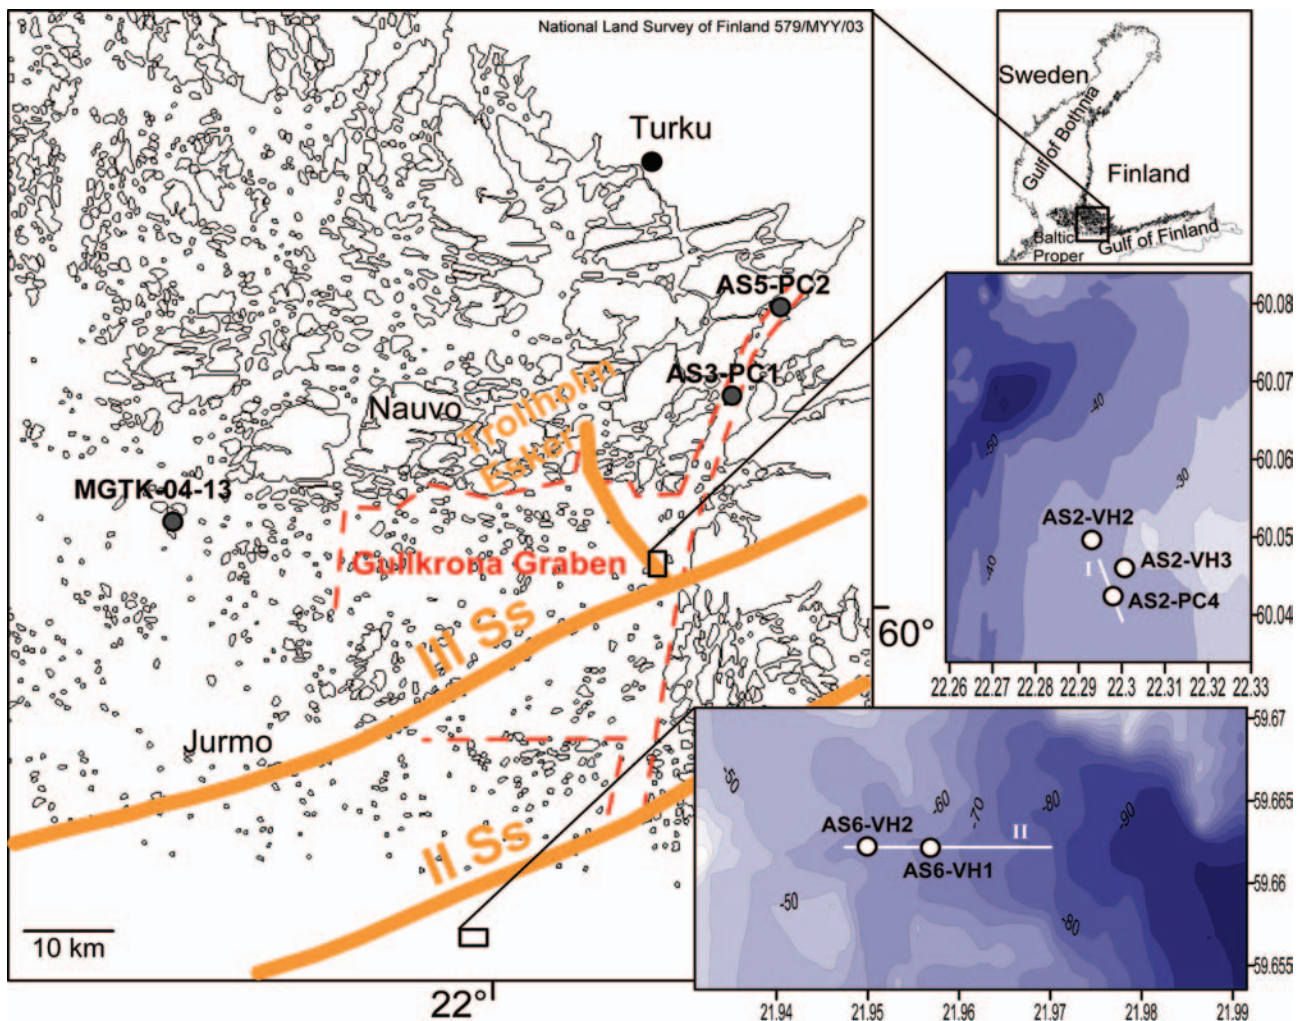 National Land Survey of Finland 579/MYY/03
Turku
AS5-PC2
AS3-PC1
Nauvo
Trollholm
Esker
MGTK-04-13
Gullkrona Graben
III Ss
Jurmo
II Ss
10 km
22°
60°
Sweden
Gulf of Bothnia
Finland
Baltic
Proper
Gulf of Finland
60.08
60.07
60.06
60.05
60.04
-40
-50
-30
-40
AS2-VH2
AS2-VH3
I
AS2-PC4
22.26 22.27 22.28 22.29 22.3 22.31 22.32 22.33
59.67
59.665
59.66
59.655
-50
-60
-70
-80
-90
II
AS6-VH2
AS6-VH1
-50
-80
21.94 21.95 21.96 21.97 21.98 21.99